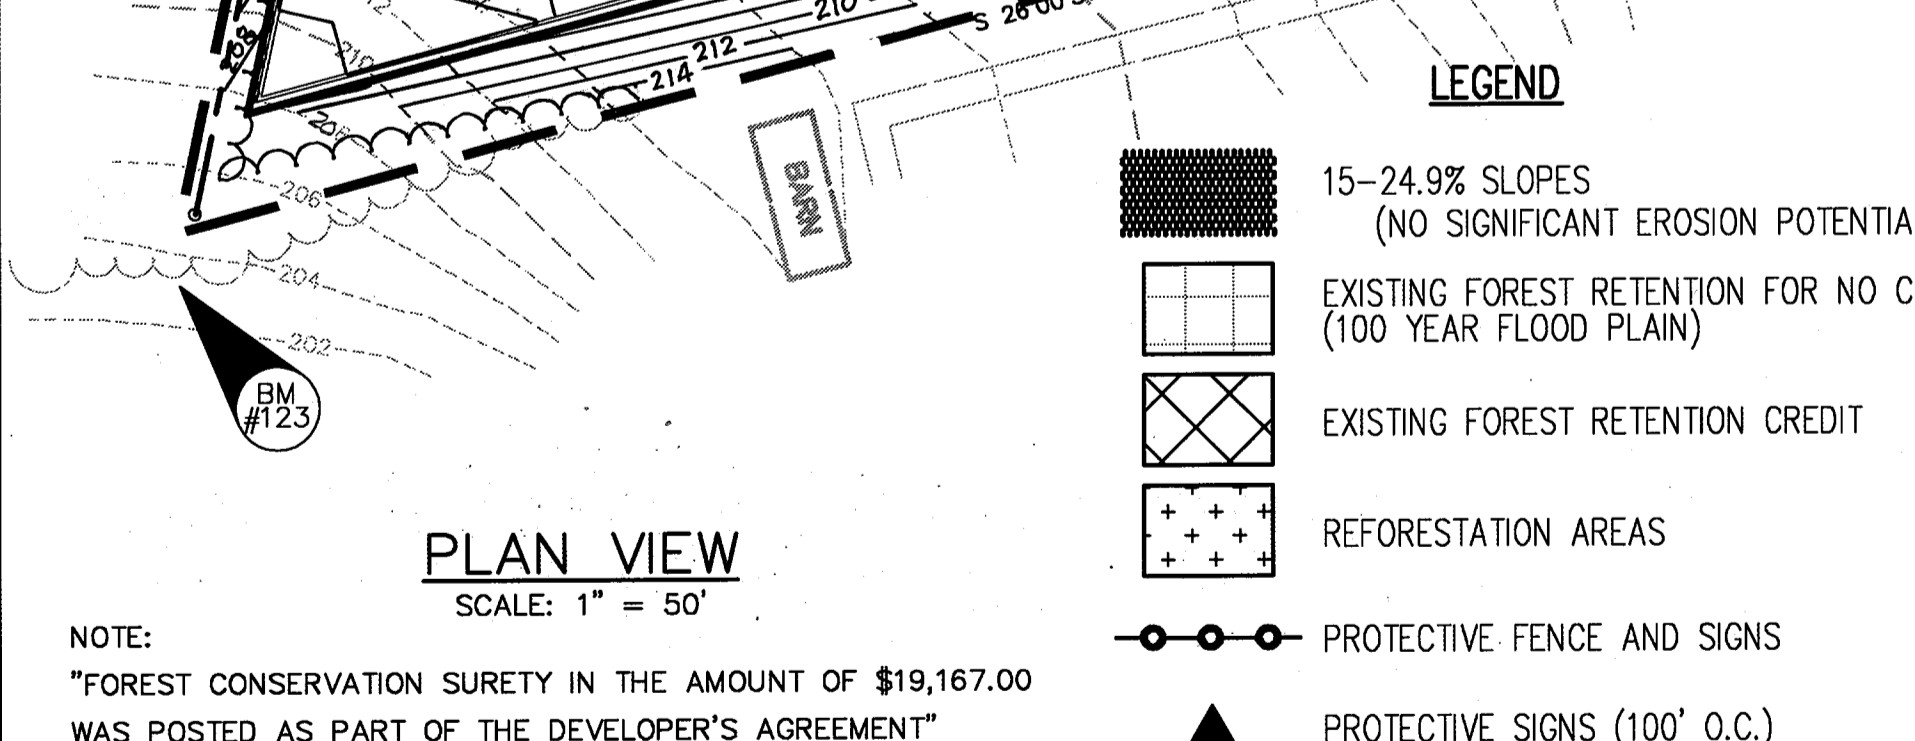 210
S 26°00'
212
214
210
208
208
206
204
202
BARN
BM
#123
PLAN VIEW
SCALE: 1" = 50'
NOTE:
"FOREST CONSERVATION SURETY IN THE AMOUNT OF $19,167.00
WAS POSTED AS PART OF THE DEVELOPER'S AGREEMENT"
LEGEND
15-24.9% SLOPES
(NO SIGNIFICANT EROSION POTENTIA
EXISTING FOREST RETENTION FOR NO C
(100 YEAR FLOOD PLAIN)
EXISTING FOREST RETENTION CREDIT
REFORESTATION AREAS
PROTECTIVE FENCE AND SIGNS
PROTECTIVE SIGNS (100' O.C.)